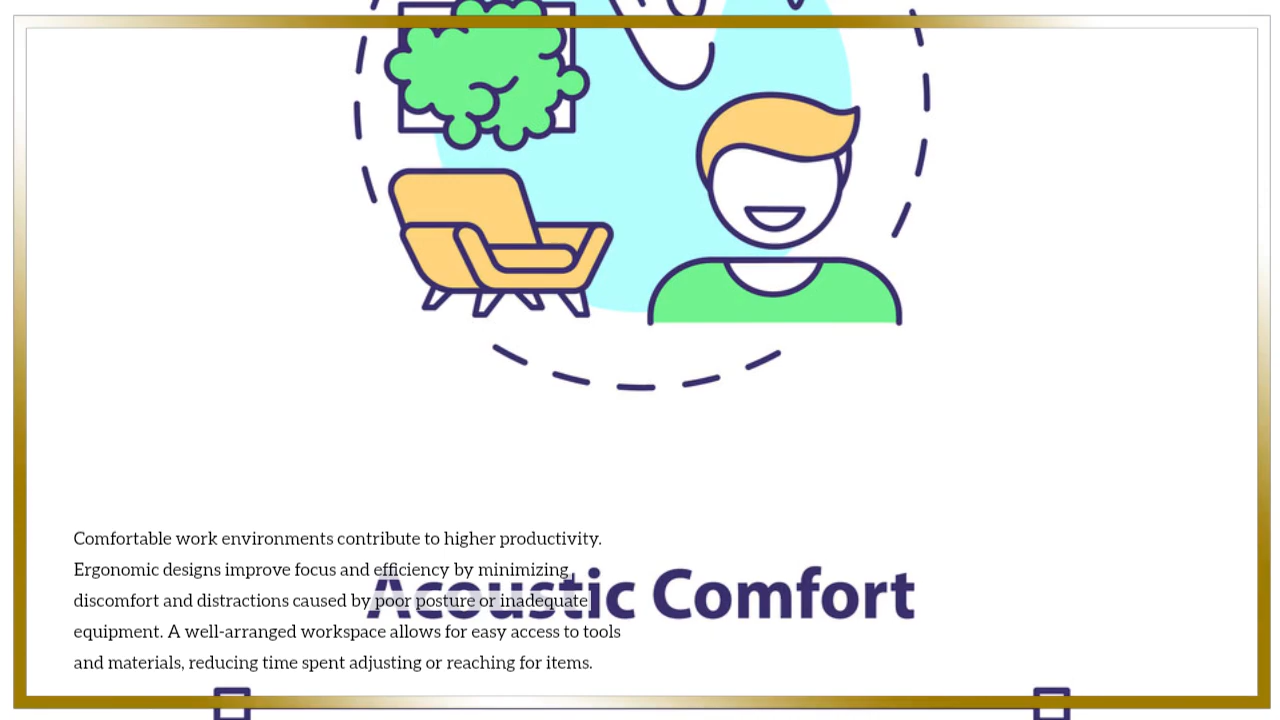 Comfortable work environments contribute to higher productivity.
Ergonomic designs improve focus and efficiency by minimizing
discomfort and distractions caused by poor posture or inadequate
equipment. A well-arranged workspace allows for easy access to tools
and materials, reducing time spent adjusting or reaching for items.
Acoustic Comfort